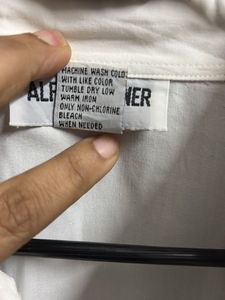 MACHINE WASH COLD
WITH LIKE COLOR
TUMBLE DRY LOW
WARM IRON
ONLY NON-CHLORINE
BLEACH
WHEN NEEDED